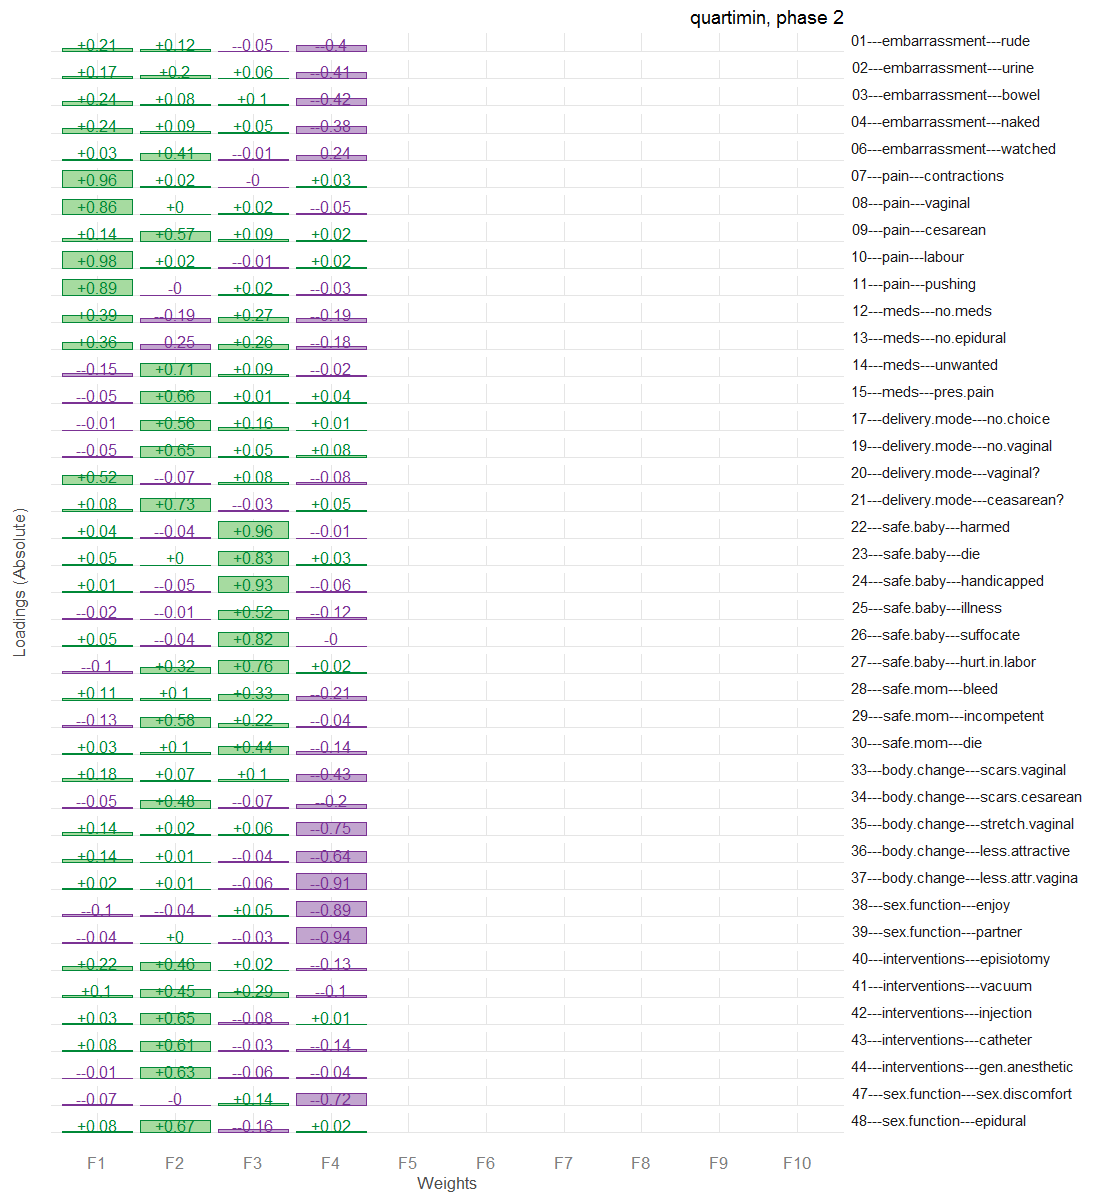 quartimin, phase 2
+0.21 +0.12 --0.05 --0.4 01---embarrassment---rude
+0.17 +0.2 +0.06 --0.41 02---embarrassment---urine
+0.24 +0.08 +0.1 --0.42 03---embarrassment---bowel
+0.24 +0.09 +0.05 --0.38 04---embarrassment---naked
+0.03 +0.41 --0.01 --0.24 06---embarrassment---watched
+0.96 +0.02 -0 +0.03 07---pain---contractions
+0.86 +0 +0.02 --0.05 08---pain---vaginal
+0.14 +0.57 +0.09 +0.02 09---pain---cesarean
+0.98 +0.02 --0.01 +0.02 10---pain---labour
+0.89 -0 +0.02 --0.03 11---pain---pushing
+0.39 --0.19 +0.27 --0.19 12---meds---no.meds
+0.36 --0.25 +0.26 --0.18 13---meds---no.epidural
--0.15 +0.71 +0.09 --0.02 14---meds---unwanted
--0.05 +0.66 +0.01 +0.04 15---meds---pres.pain
--0.01 +0.56 +0.16 +0.01 17---delivery.mode---no.choice
--0.05 +0.65 +0.05 +0.08 19---delivery.mode---no.vaginal
+0.52 --0.07 +0.08 --0.08 20---delivery.mode---vaginal?
+0.08 +0.73 --0.03 +0.05 21---delivery.mode---ceasarean?
+0.04 --0.04 +0.96 --0.01 22---safe.baby---harmed
+0.05 +0 +0.83 +0.03 23---safe.baby---die
+0.01 --0.05 +0.93 --0.06 24---safe.baby---handicapped
--0.02 --0.01 +0.52 --0.12 25---safe.baby---illness
+0.05 --0.04 +0.82 -0 26---safe.baby---suffocate
--0.1 +0.32 +0.76 +0.02 27---safe.baby---hurt.in.labor
+0.11 +0.1 +0.33 --0.21 28---safe.mom---bleed
--0.13 +0.58 +0.22 --0.04 29---safe.mom---incompetent
+0.03 +0.1 +0.44 --0.14 30---safe.mom---die
+0.18 +0.07 +0.1 --0.43 33---body.change---scars.vaginal
--0.05 +0.48 --0.07 --0.2 34---body.change---scars.cesarean
+0.14 +0.02 +0.06 --0.75 35---body.change---stretch.vaginal
+0.14 +0.01 --0.04 --0.64 36---body.change---less.attractive
+0.02 +0.01 --0.06 --0.91 37---body.change---less.attr.vagina
--0.1 --0.04 +0.05 --0.89 38---sex.function---enjoy
--0.04 +0 --0.03 --0.94 39---sex.function---partner
+0.22 +0.46 +0.02 --0.13 40---interventions---episiotomy
+0.1 +0.45 +0.29 --0.1 41---interventions---vacuum
+0.03 +0.65 --0.08 +0.01 42---interventions---injection
+0.08 +0.61 --0.03 --0.14 43---interventions---catheter
--0.01 +0.63 --0.06 --0.04 44---interventions---gen.anesthetic
--0.07 -0 +0.14 --0.72 47---sex.function---sex.discomfort
+0.08 +0.67 --0.16 +0.02 48---sex.function---epidural
F1 F2 F3 F4 F5 F6 F7 F8 F9 F10
Weights
Loadings (Absolute)